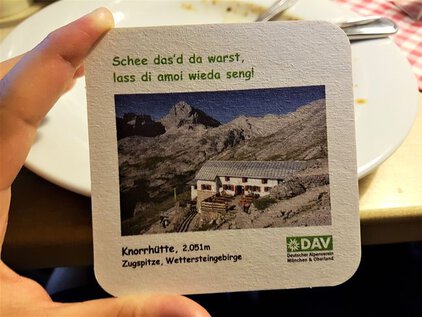 Schee das'd da warst,
lass di amoi wieda seng!
Knorrhütte, 2.051m
Zugspitze, Wettersteingebirge
DAV
Deutscher Alpenverein
München & Oberland